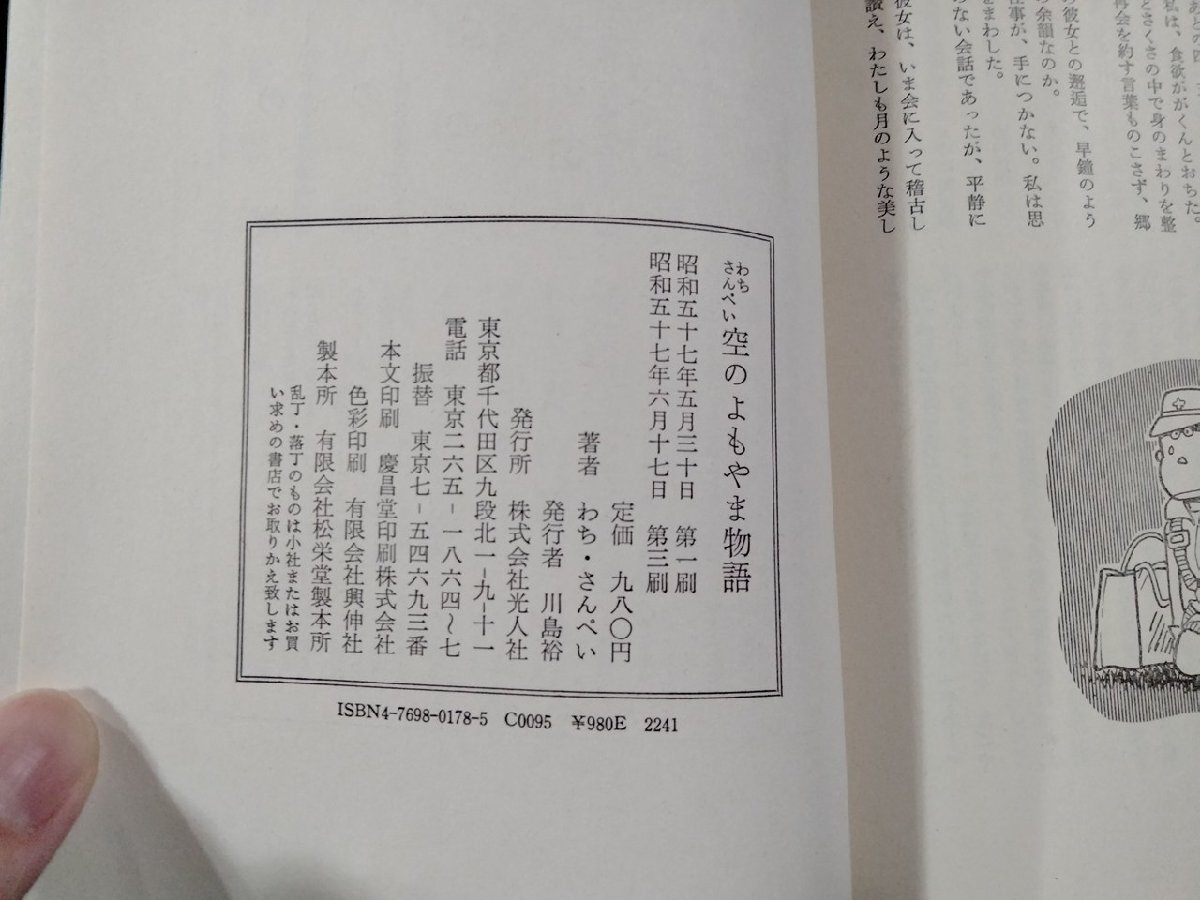 あとの四
私は、食欲ががくんとおちた。
とさくさの中で身のまわりを整
再会を約す言葉ものこさず、郷
の彼女との邂逅で、早鐘のよう
の余韻なのか。
仕事が、手につかない。私は思
をまわした。
のない会話であったが、平静に
彼女は、いま会に入って稽古し
讃え、わたしも月のような美し
わち
さんぺい
空のよもやま物語
昭和五十七年五月三十日 第一刷
昭和五十七年六月十七日 第三刷
定価 九八〇円
著者 わち・さんぺい
発行者 川島裕
発行所 株式会社光人社
東京都千代田区九段北一-九-十一
電話 東京二六五-一八六四〜七
振替 東京七-五四六九三番
本文印刷 慶昌堂印刷株式会社
色彩印刷 有限会社興伸社
製本所 有限会社松栄堂製本所
乱丁・落丁のものは小社またはお買
い求めの書店でお取りかえ致します
ISBN4-7698-0178-5 C0095 ¥980E 2241